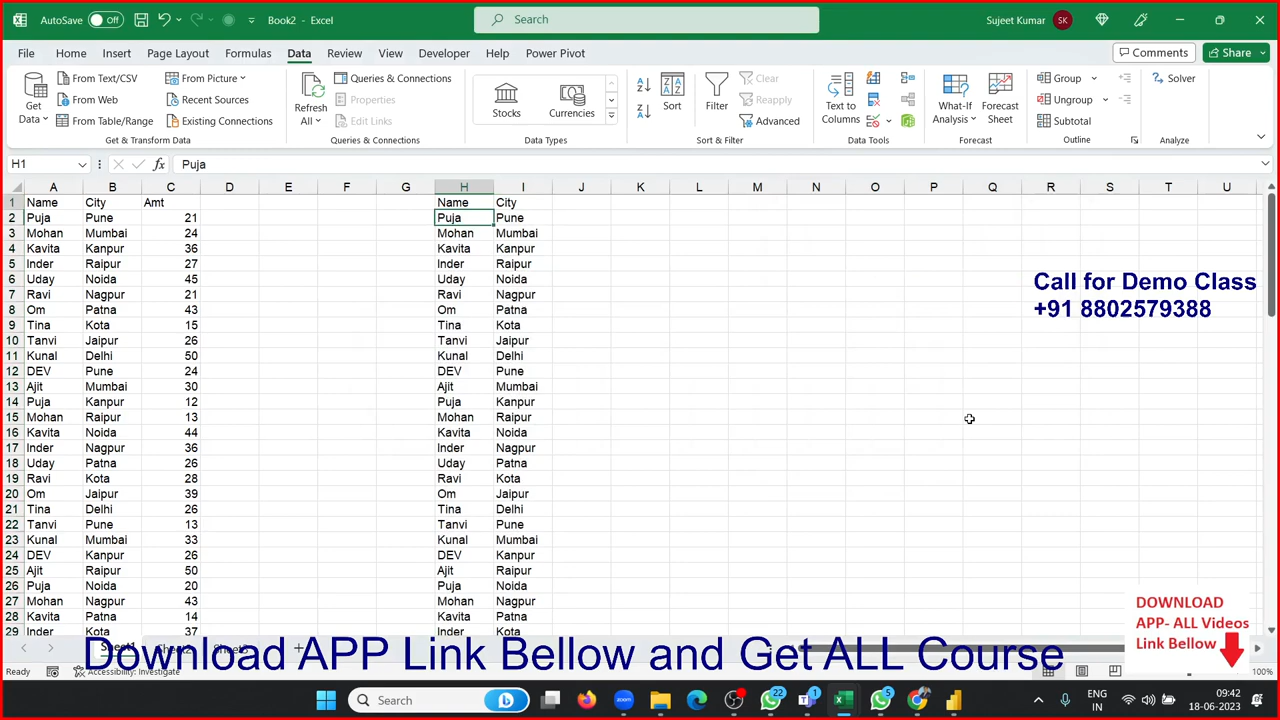 AutoSave Off Book2 - Excel Search Sujeet Kumar SK
File Home Insert Page Layout Formulas Data Review View Developer Help Power Pivot Comments Share
Get Data
From Text/CSV
From Web
From Table/Range
From Picture
Recent Sources
Existing Connections
Get & Transform Data
Refresh All
Queries & Connections
Properties
Edit Links
Queries & Connections
Stocks Currencies
Data Types
Sort Filter
Clear
Reapply
Advanced
Sort & Filter
Text to Columns
Data Tools
What-If Analysis
Forecast Sheet
Forecast
Group
Ungroup
Subtotal
Outline
Solver
Analyze
H1 fx Puja
A B C D E F G H I J K L M N O P Q R S T U
1 Name City Amt Name City
2 Puja Pune 21 Puja Pune
3 Mohan Mumbai 24 Mohan Mumbai
4 Kavita Kanpur 36 Kavita Kanpur
5 Inder Raipur 27 Inder Raipur
6 Uday Noida 45 Uday Noida
7 Ravi Nagpur 21 Ravi Nagpur
8 Om Patna 43 Om Patna
9 Tina Kota 15 Tina Kota
10 Tanvi Jaipur 26 Tanvi Jaipur
11 Kunal Delhi 50 Kunal Delhi
12 DEV Pune 24 DEV Pune
13 Ajit Mumbai 30 Ajit Mumbai
14 Puja Kanpur 12 Puja Kanpur
15 Mohan Raipur 13 Mohan Raipur
16 Kavita Noida 44 Kavita Noida
17 Inder Nagpur 36 Inder Nagpur
18 Uday Patna 26 Uday Patna
19 Ravi Kota 28 Ravi Kota
20 Om Jaipur 39 Om Jaipur
21 Tina Delhi 26 Tina Delhi
22 Tanvi Pune 13 Tanvi Pune
23 Kunal Mumbai 33 Kunal Mumbai
24 DEV Kanpur 26 DEV Kanpur
25 Ajit Raipur 50 Ajit Raipur
26 Puja Noida 20 Puja Noida
27 Mohan Nagpur 43 Mohan Nagpur
28 Kavita Patna 14 Kavita Patna
29 Inder Kota 37 Inder Kota
Call for Demo Class
+91 8802579388
DOWNLOAD
APP- ALL Videos
Link Bellow
Download APP Link Bellow and Get ALL Course
Ready Accessibility: Investigate 100%
Search 22 1 5 ENG IN 09:42 18-06-2023